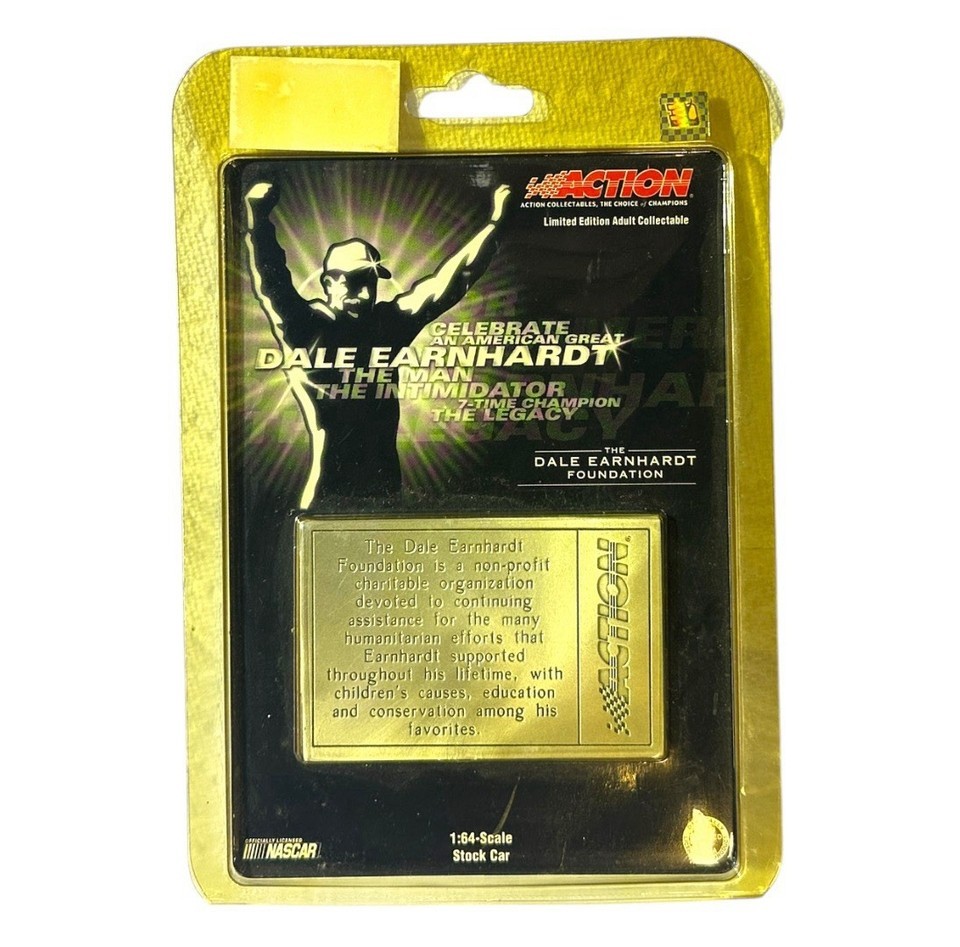 ACTION
ACTION COLLECTABLES, THE CHOICE of CHAMPIONS
Limited Edition Adult Collectable
CELEBRATE
AN AMERICAN GREAT
DALE EARNHARDT
THE MAN
THE INTIMIDATOR
7-TIME CHAMPION
THE LEGACY
THE
DALE EARNHARDT
FOUNDATION
The Dale Earnhardt
Foundation is a non-profit
charitable organization
devoted to continuing
assistance for the many
humanitarian efforts that
Earnhardt supported
throughout his lifetime, with
children's causes, education
and conservation among his
favorites.
ACTION
OFFICIALLY LICENSED
NASCAR
1:64-Scale
Stock Car